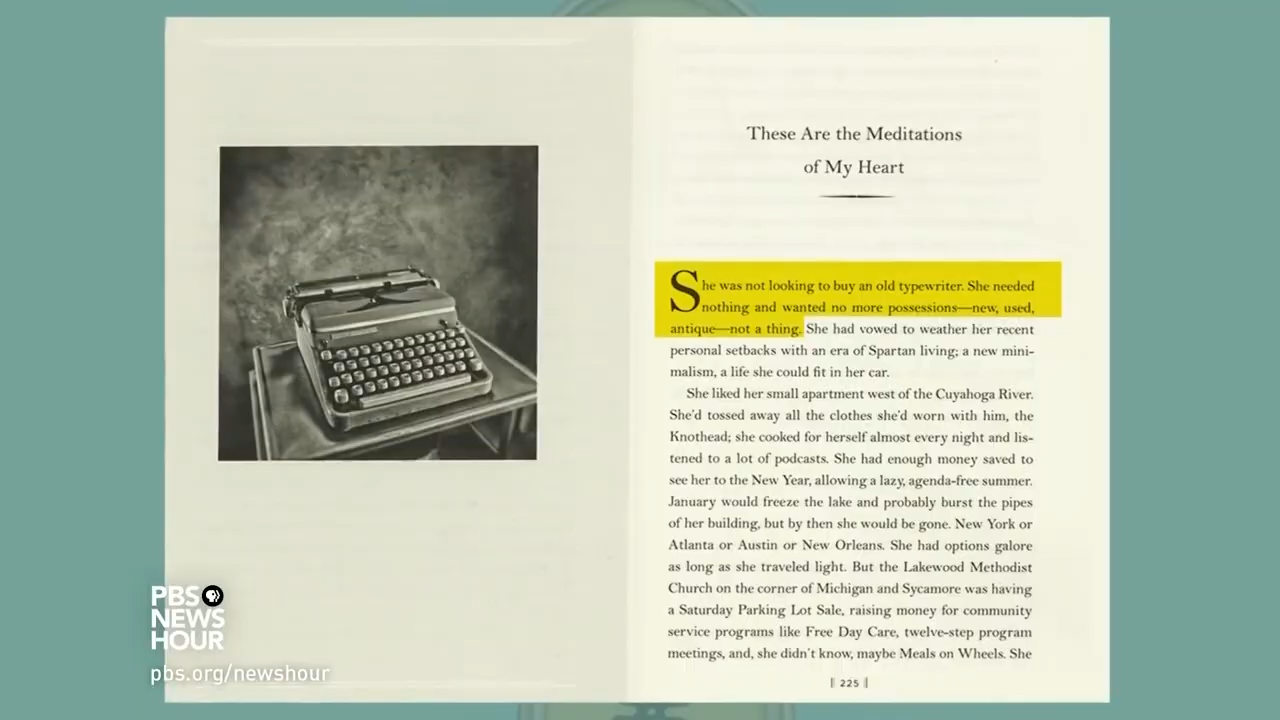 These Are the Meditations
of My Heart
She was not looking to buy an old typewriter. She needed
nothing and wanted no more possessions—new, used,
antique—not a thing. She had vowed to weather her recent
personal setbacks with an era of Spartan living; a new mini-
malism, a life she could fit in her car.
She liked her small apartment west of the Cuyahoga River.
She'd tossed away all the clothes she'd worn with him, the
Knothead; she cooked for herself almost every night and lis-
tened to a lot of podcasts. She had enough money saved to
see her to the New Year, allowing a lazy, agenda-free summer.
January would freeze the lake and probably burst the pipes
of her building, but by then she would be gone. New York or
Atlanta or Austin or New Orleans. She had options galore
as long as she traveled light. But the Lakewood Methodist
Church on the corner of Michigan and Sycamore was having
a Saturday Parking Lot Sale, raising money for community
service programs like Free Day Care, twelve-step program
meetings, and, she didn't know, maybe Meals on Wheels. She
225
PBS
NEWS
HOUR
pbs.org/newshour